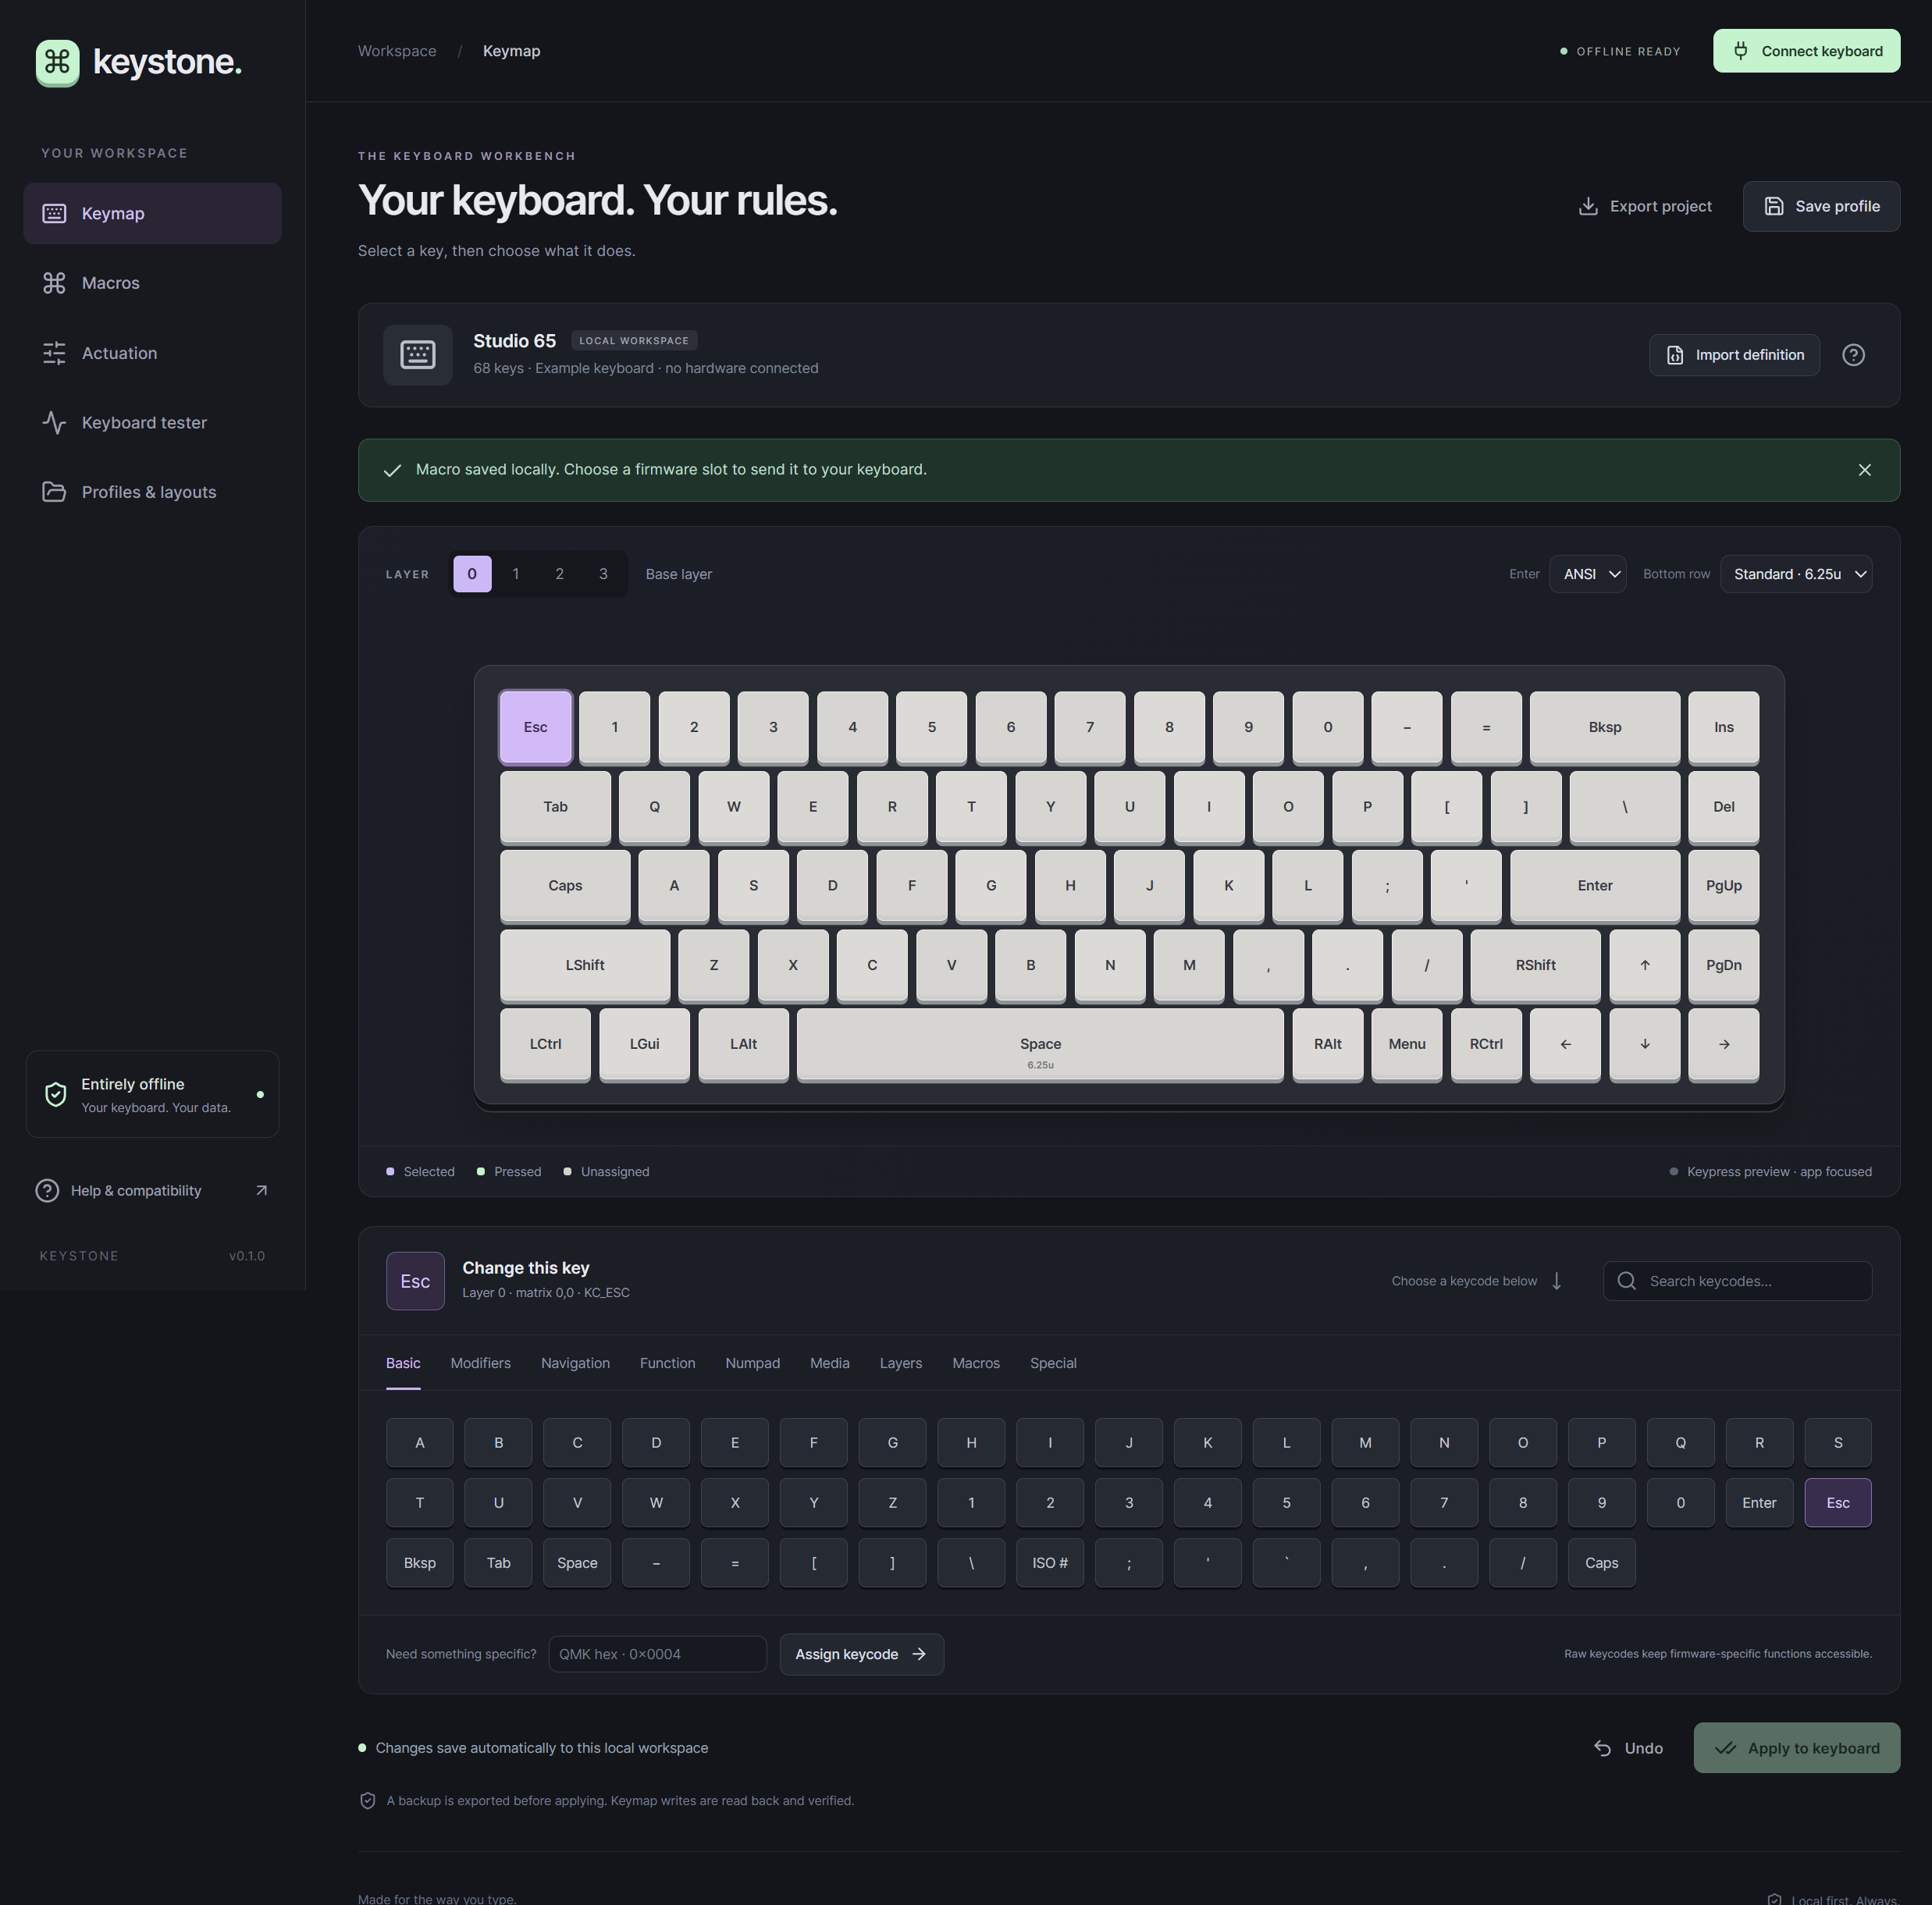 keystone.
Workspace / Keymap
OFFLINE READY
Connect keyboard
YOUR WORKSPACE
Keymap
Macros
Actuation
Keyboard tester
Profiles & layouts
Entirely offline
Your keyboard. Your data.
Help & compatibility
KEYSTONE v0.1.0
THE KEYBOARD WORKBENCH
Your keyboard. Your rules.
Select a key, then choose what it does.
Export project
Save profile
Studio 65 LOCAL WORKSPACE
68 keys · Example keyboard · no hardware connected
Import definition
Macro saved locally. Choose a firmware slot to send it to your keyboard.
LAYER 0 1 2 3 Base layer
Enter ANSI Bottom row Standard · 6.25u
Esc 1 2 3 4 5 6 7 8 9 0 − = Bksp Ins
Tab Q W E R T Y U I O P [ ] \ Del
Caps A S D F G H J K L ; ' Enter PgUp
LShift Z X C V B N M , . / RShift ↑ PgDn
LCtrl LGui LAlt Space RAlt Menu RCtrl ← ↓ →
6.25u
Selected Pressed Unassigned
Keypress preview · app focused
Esc
Change this key
Layer 0 · matrix 0,0 · KC_ESC
Choose a keycode below ↓
Search keycodes...
Basic Modifiers Navigation Function Numpad Media Layers Macros Special
A B C D E F G H I J K L M N O P Q R S
T U V W X Y Z 1 2 3 4 5 6 7 8 9 0 Enter Esc
Bksp Tab Space − = [ ] \ ISO # ; ' ` , . / Caps
Need something specific? QMK hex · 0×0004 Assign keycode →
Raw keycodes keep firmware-specific functions accessible.
Changes save automatically to this local workspace
Undo
Apply to keyboard
A backup is exported before applying. Keymap writes are read back and verified.
Made for the way you type.
Local first. Always.